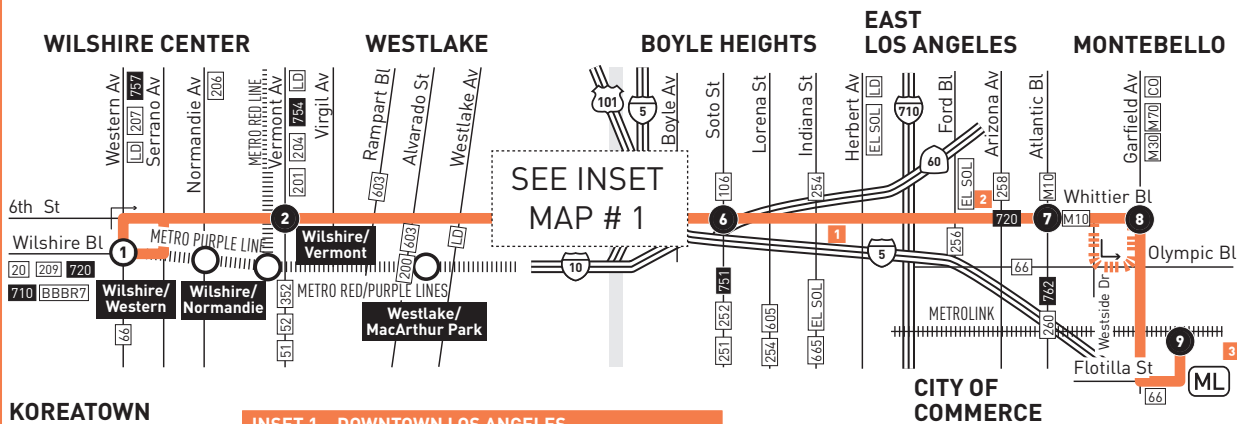 WILSHIRE CENTER
WESTLAKE
BOYLE HEIGHTS
EAST
LOS ANGELES
MONTEBELLO
Western Av
LD 207 757
Serrano Av
Normandie Av
206
METRO RED LINE
Vermont Av
201 204 754 LD
Virgil Av
Rampart Bl
603
Alvarado St
200 603
Westlake Av
LD
101
5
Boyle Av
Soto St
106
Lorena St
Indiana St
254
Herbert Av
EL SOL LD
EL SOL
710
Ford Bl
60
EL SOL
2
Arizona Av
258
Atlantic Bl
M10
Garfield Av
M30 M70 CO
6th St
2
SEE INSET
MAP # 1
6
1
720
7
M10
Whittier Bl
8
Wilshire Bl
1
METRO PURPLE LINE
Wilshire/
Vermont
10
5
256
66
Olympic Bl
20 209 720
710 BBBR7
Wilshire/
Western
Wilshire/
Normandie
METRO RED/PURPLE LINES
Westlake/
MacArthur Park
66
51 52 352
251 252 751
254 605
665 EL SOL
METROLINK
260 762
Westside Dr
9
3
Flotilla St
ML
66
KOREATOWN
CITY OF
COMMERCE
INSET 1 - DOWNTOWN LOS ANGELES